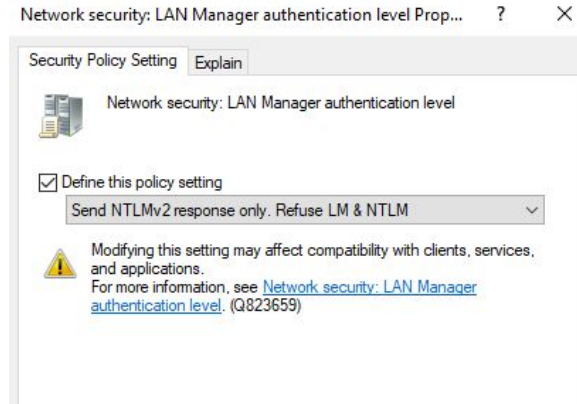 Network security: LAN Manager authentication level Prop...
? ×
Security Policy Setting
Explain
Network security: LAN Manager authentication level
Define this policy setting
Send NTLMv2 response only. Refuse LM & NTLM
Modifying this setting may affect compatibility with clients, services,
and applications.
For more information, see Network security: LAN Manager
authentication level. (Q823659)